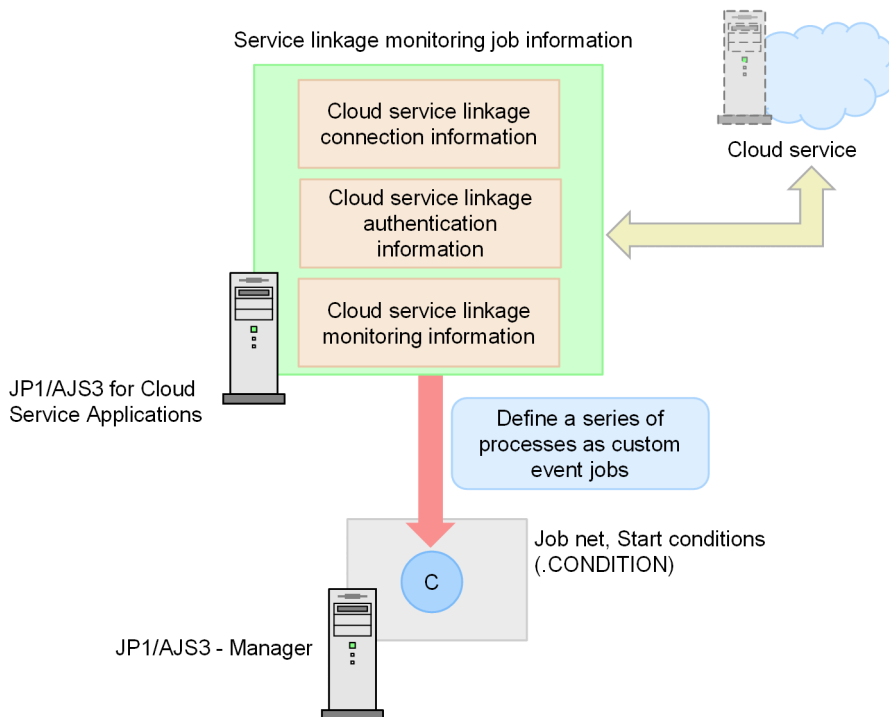 Service linkage monitoring job information
Cloud service linkage
connection information
Cloud service
Cloud service linkage
authentication
information
Cloud service linkage
monitoring information
JP1/AJS3 for Cloud
Service Applications
Define a series of
processes as custom
event jobs
Job net, Start conditions
(.CONDITION)
C
JP1/AJS3 - Manager